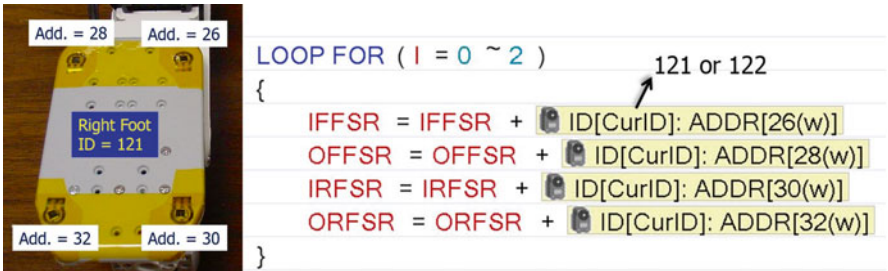 Add. = 28
Add. = 26
Right Foot
ID = 121
Add. = 32
Add. = 30
LOOP FOR ( I = 0 ~ 2 )
121 or 122
{
IFFSR = IFFSR + ID[CurID]: ADDR[26(w)]
OFFSR = OFFSR + ID[CurID]: ADDR[28(w)]
IRFSR = IRFSR + ID[CurID]: ADDR[30(w)]
ORFSR = ORFSR + ID[CurID]: ADDR[32(w)]
}